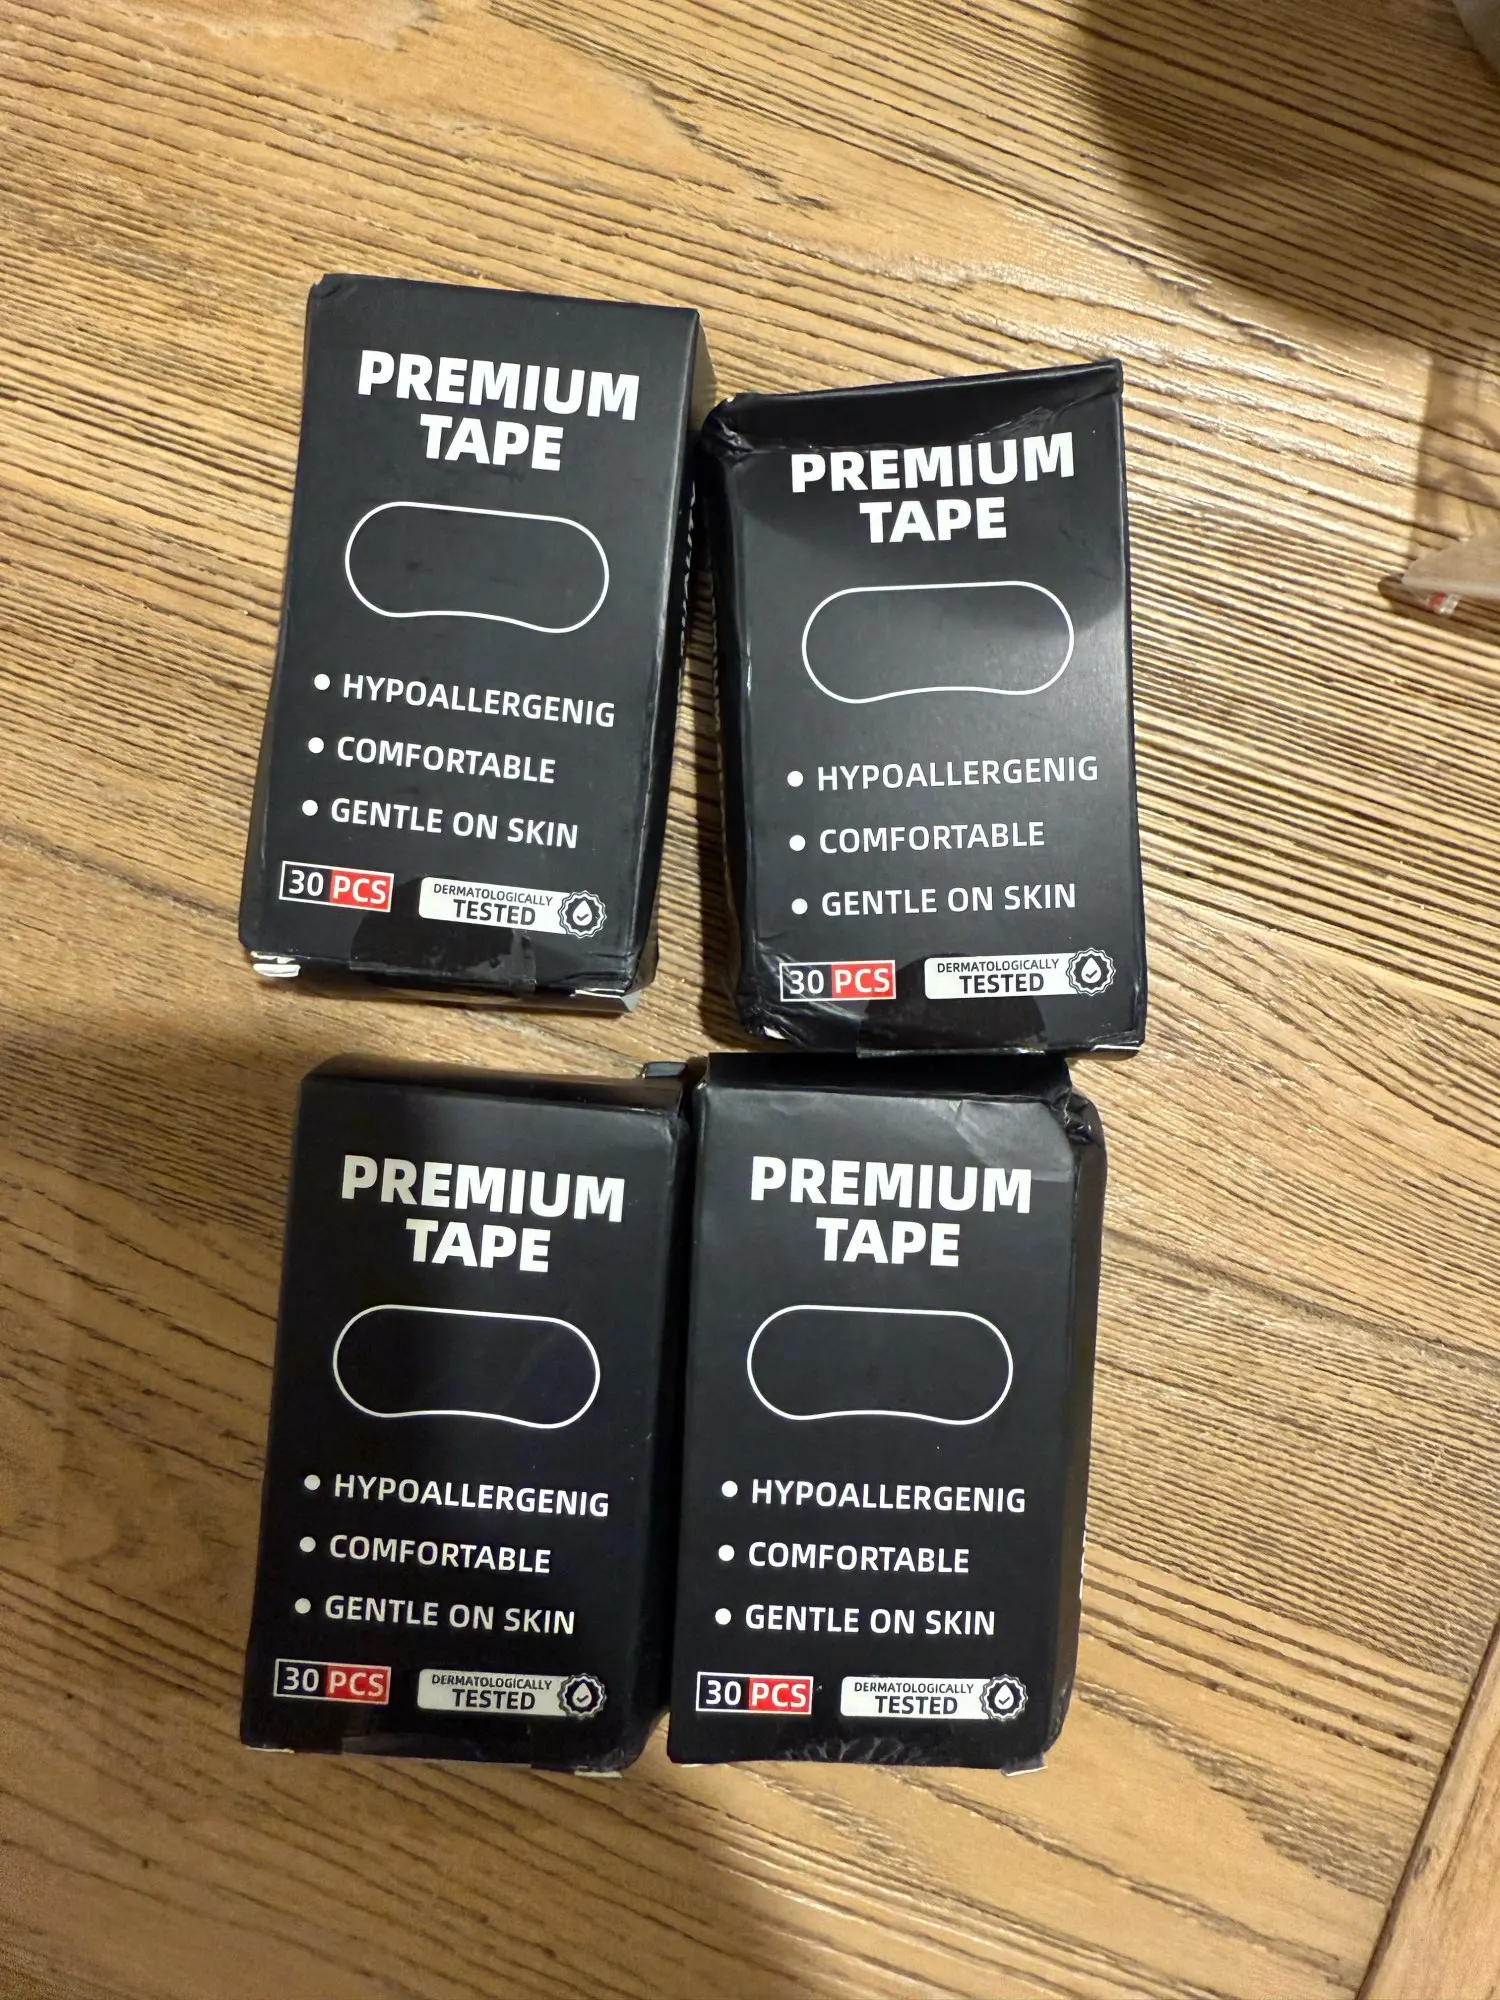 PREMIUM
TAPE
● HYPOALLERGENIG
● COMFORTABLE
● GENTLE ON SKIN
30 PCS
DERMATOLOGICALLY
TESTED
PREMIUM
TAPE
● HYPOALLERGENIG
● COMFORTABLE
● GENTLE ON SKIN
30 PCS
DERMATOLOGICALLY
TESTED
PREMIUM
TAPE
● HYPOALLERGENIG
● COMFORTABLE
● GENTLE ON SKIN
30 PCS
DERMATOLOGICALLY
TESTED
PREMIUM
TAPE
● HYPOALLERGENIG
● COMFORTABLE
● GENTLE ON SKIN
30 PCS
DERMATOLOGICALLY
TESTED